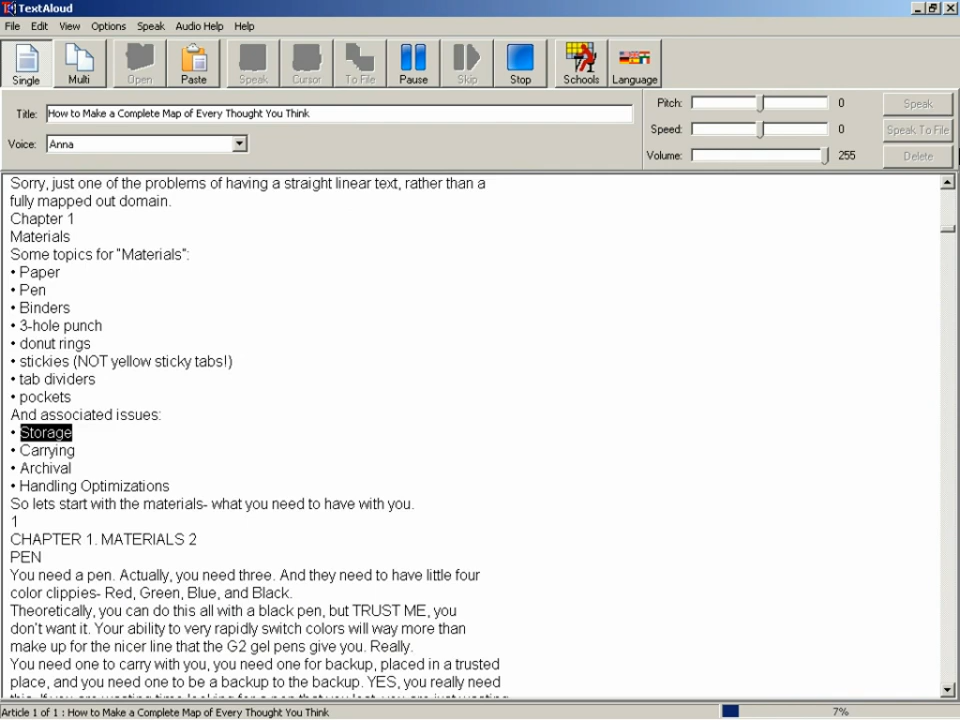 TextAloud
File Edit View Options Speak Audio Help Help
Single Multi Open Paste Speak Cursor To File Pause Skip Stop Schools Language
Title: How to Make a Complete Map of Every Thought You Think
Voice: Anna
Pitch: 0 Speak
Speed: 0 Speak To File
Volume: 255 Delete
Sorry, just one of the problems of having a straight linear text, rather than a
fully mapped out domain.
Chapter 1
Materials
Some topics for "Materials":
• Paper
• Pen
• Binders
• 3-hole punch
• donut rings
• stickies (NOT yellow sticky tabs!)
• tab dividers
• pockets
And associated issues:
• Storage
• Carrying
• Archival
• Handling Optimizations
So lets start with the materials- what you need to have with you.
1
CHAPTER 1. MATERIALS 2
PEN
You need a pen. Actually, you need three. And they need to have little four
color clippies- Red, Green, Blue, and Black.
Theoretically, you can do this all with a black pen, but TRUST ME, you
don't want it. Your ability to very rapidly switch colors will way more than
make up for the nicer line that the G2 gel pens give you. Really.
You need one to carry with you, you need one for backup, placed in a trusted
place, and you need one to be a backup to the backup. YES, you really need
Article 1 of 1 : How to Make a Complete Map of Every Thought You Think 7%